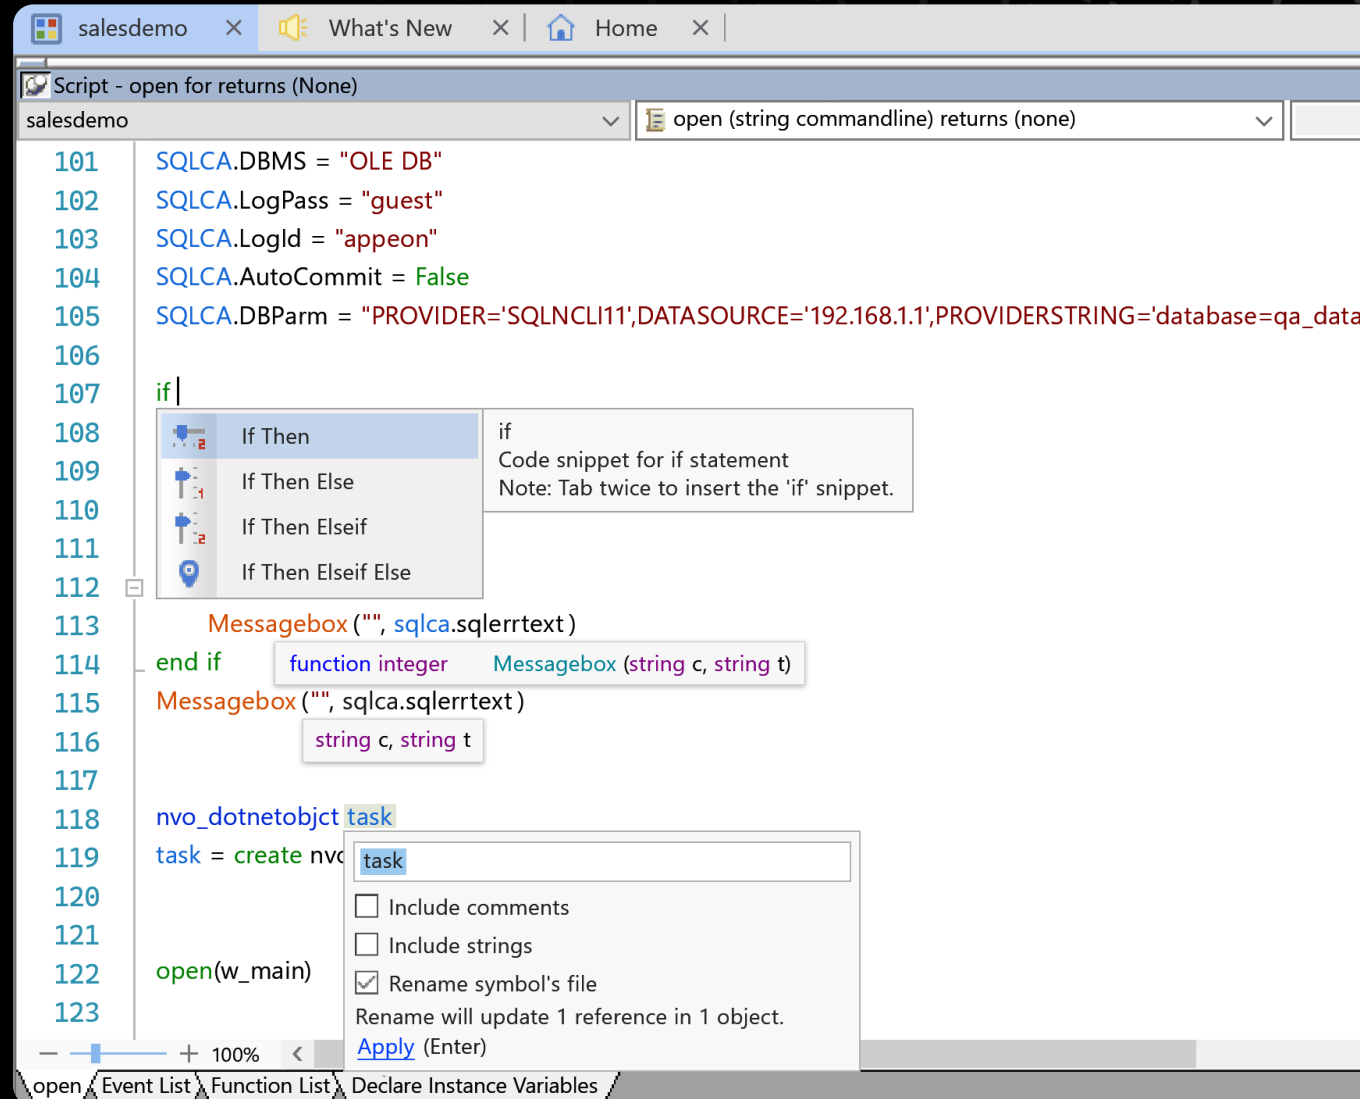 salesdemo What's New Home
Script - open for returns (None)
salesdemo open (string commandline) returns (none)
101 SQLCA.DBMS = "OLE DB"
102 SQLCA.LogPass = "guest"
103 SQLCA.LogId = "appeon"
104 SQLCA.AutoCommit = False
105 SQLCA.DBParm = "PROVIDER='SQLNCLI11',DATASOURCE='192.168.1.1',PROVIDERSTRING='database=qa_data
106
107 if
108 If Then
if
Code snippet for if statement
Note: Tab twice to insert the 'if' snippet.
109 If Then Else
110 If Then Elseif
111
112 If Then Elseif Else
113 Messagebox ("", sqlca.sqlerrtext)
114 end if
function integer Messagebox (string c, string t)
115 Messagebox ("", sqlca.sqlerrtext)
116 string c, string t
117
118 nvo_dotnetobjct task
119 task = create nvo
task
120 Include comments
121 Include strings
122 open(w_main)
Rename symbol's file
123 Rename will update 1 reference in 1 object.
Apply (Enter)
100%
open Event List Function List Declare Instance Variables